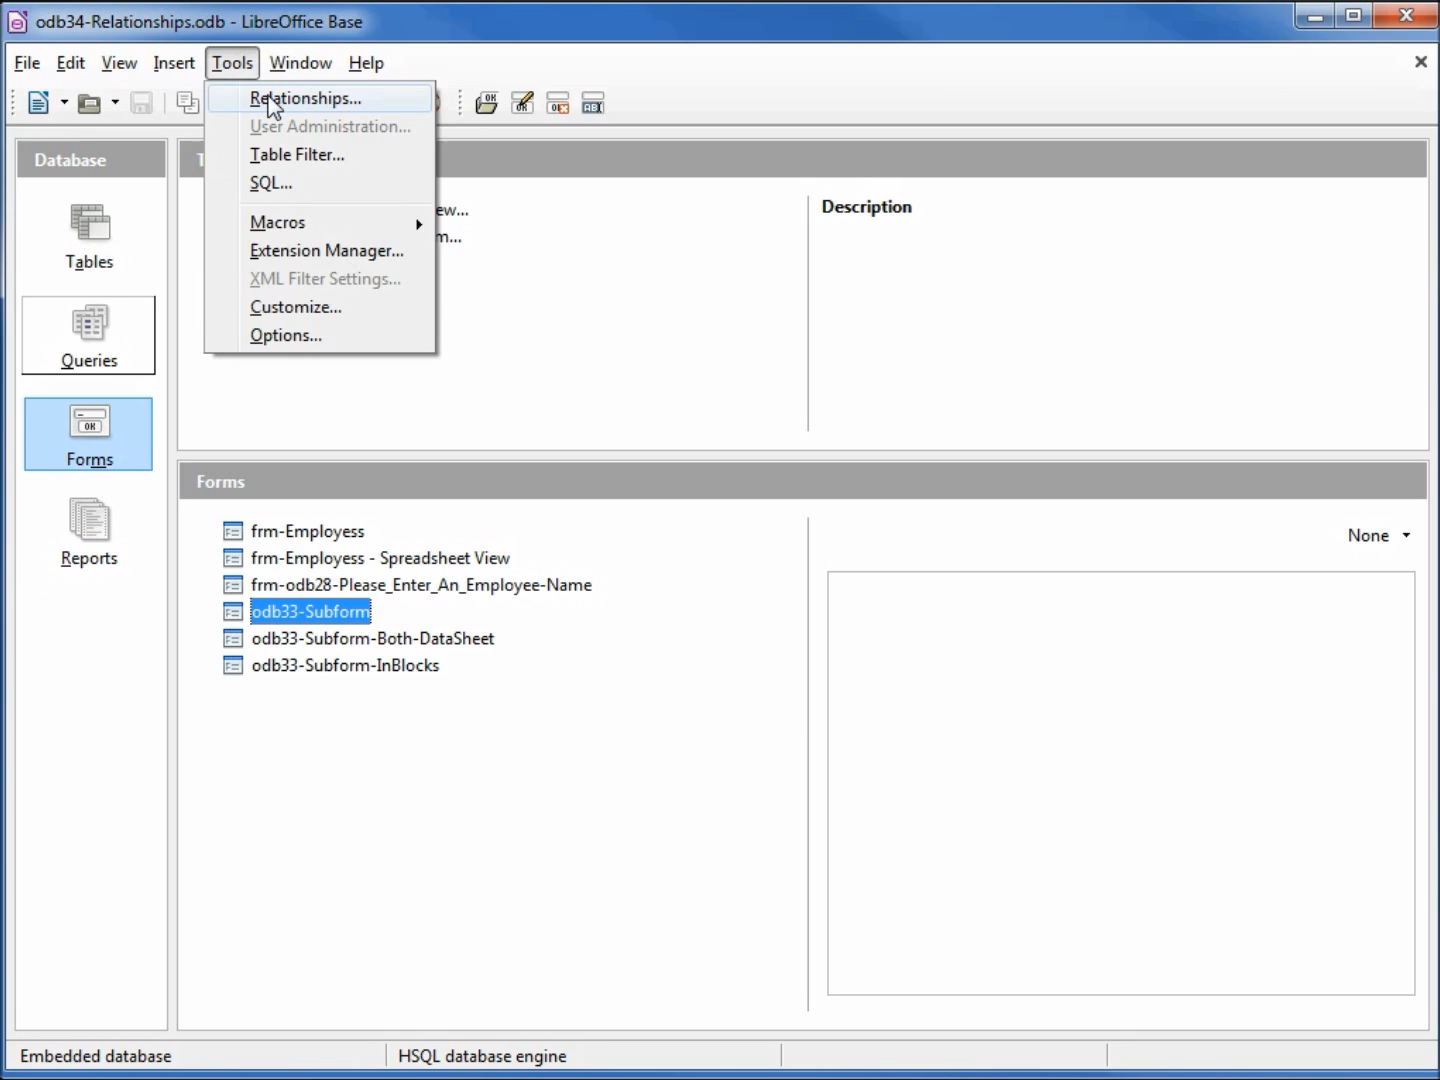 odb34-Relationships.odb - LibreOffice Base
File Edit View Insert Tools Window Help
Relationships...
User Administration...
Table Filter...
SQL...
Macros
Extension Manager...
XML Filter Settings...
Customize...
Options...
Database
Tables
Queries
Forms
Reports
T
ew...
m...
Description
Forms
frm-Employess
frm-Employess - Spreadsheet View
frm-odb28-Please_Enter_An_Employee-Name
odb33-Subform
odb33-Subform-Both-DataSheet
odb33-Subform-InBlocks
None
Embedded database
HSQL database engine